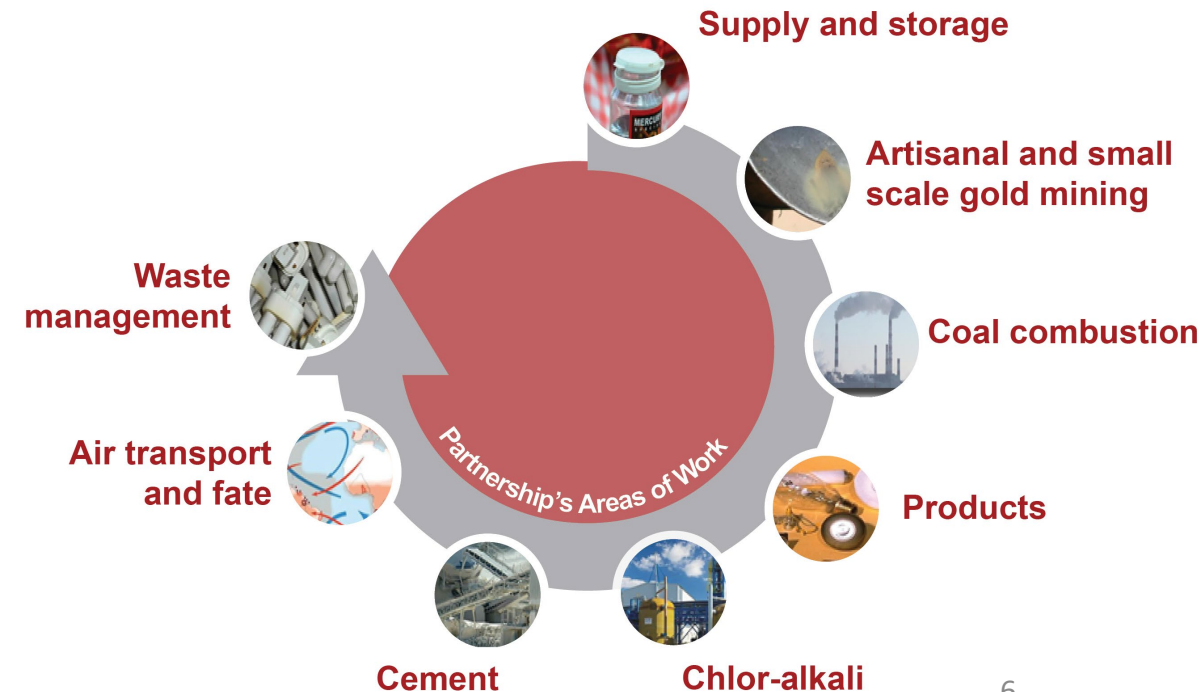 Supply and storage
MERCURY
Artisanal and small
scale gold mining
Coal combustion
Products
Chlor-alkali
Cement
Air transport
and fate
Waste
management
Partnership's Areas of Work
6